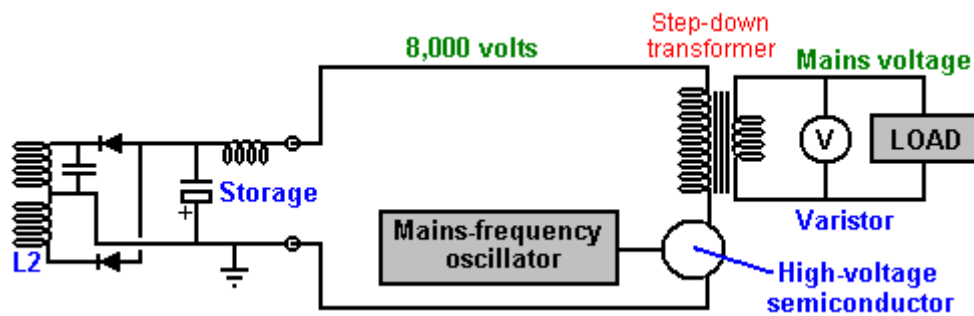 Step-down
transformer
8,000 volts
Mains voltage
V
LOAD
Storage
+
Varistor
L2
Mains-frequency
oscillator
High-voltage
semiconductor